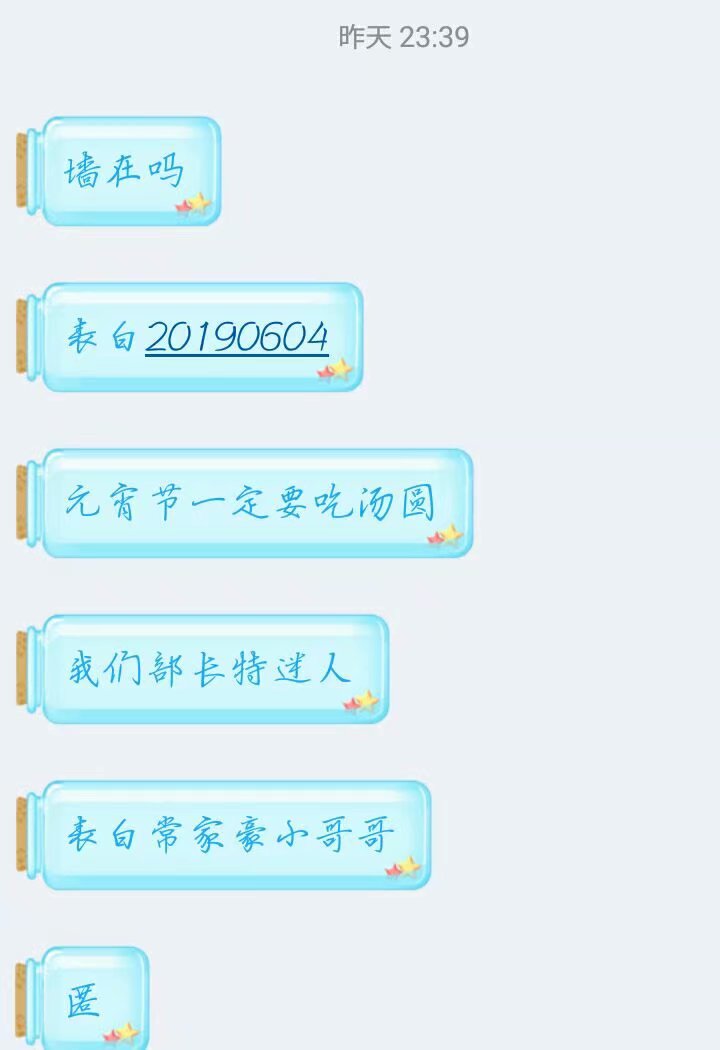 昨天 23:39
墙在吗
表白20190604
元宵节一定要吃汤圆
我们部长特迷人
表白常家豪小哥哥
匿